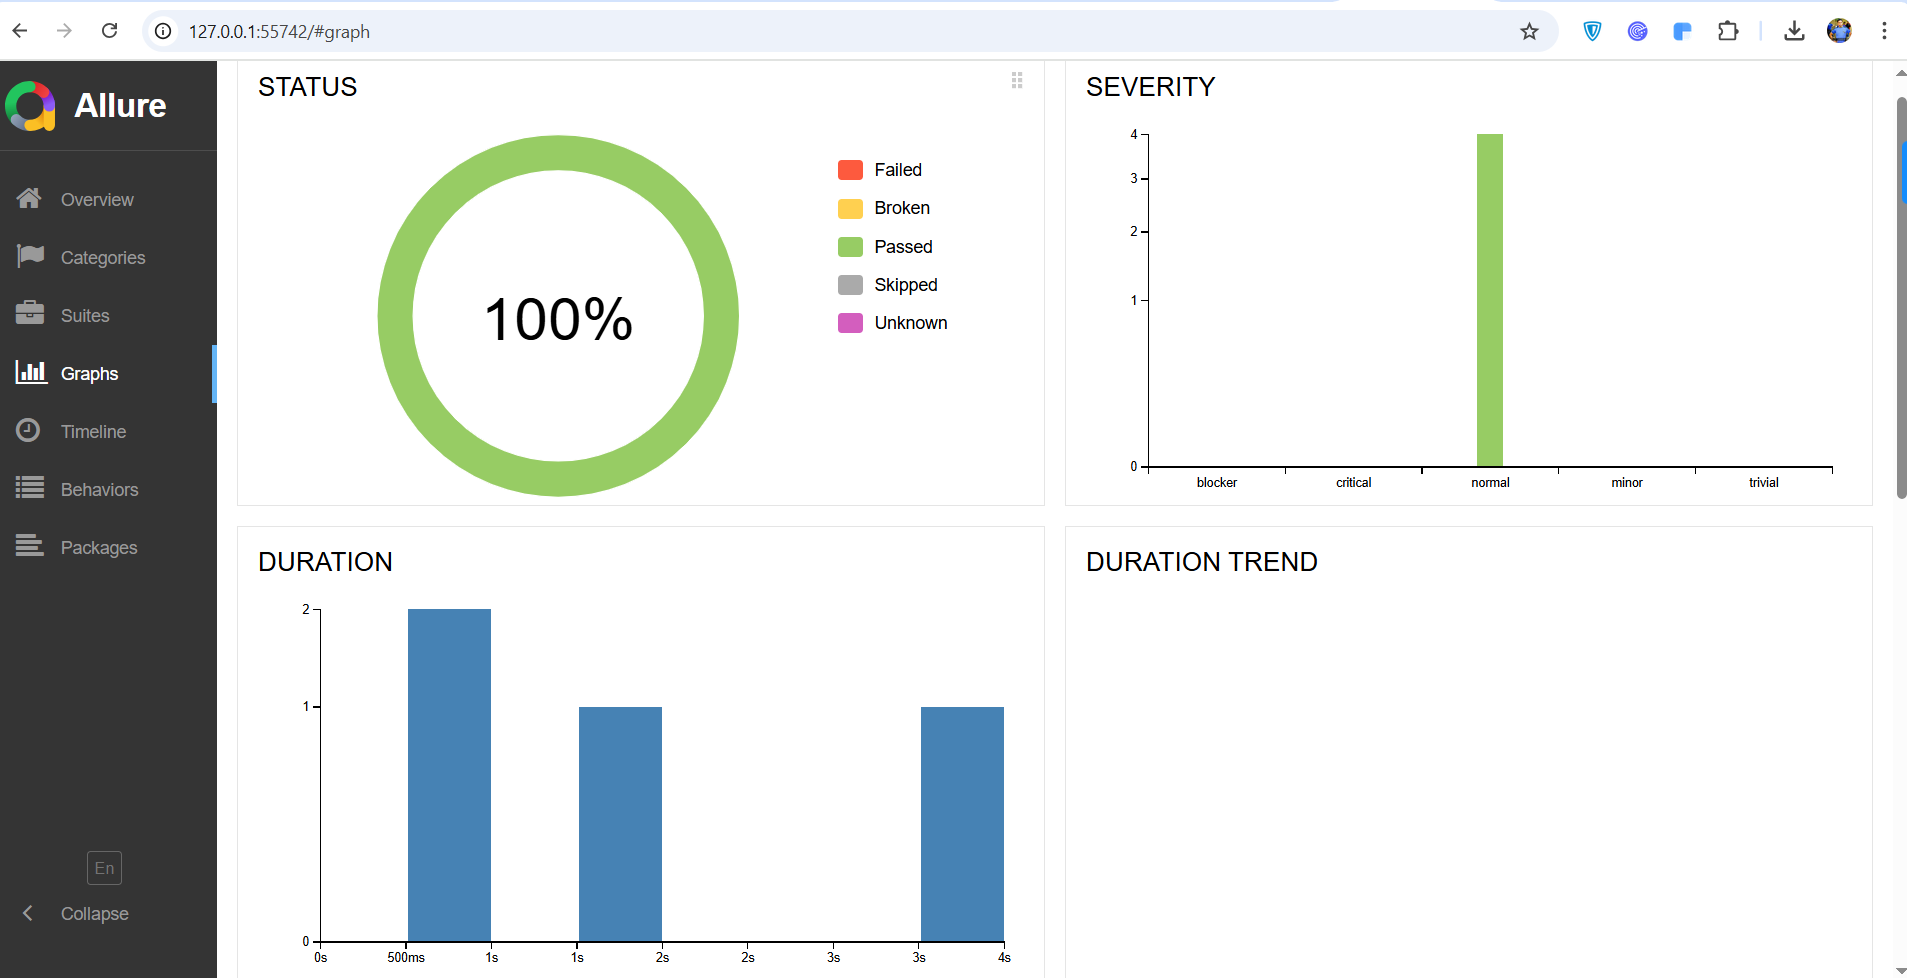 127.0.0.1:55742/#graph
Allure
Overview
Categories
Suites
Graphs
Timeline
Behaviors
Packages
En
Collapse
STATUS
100%
Failed
Broken
Passed
Skipped
Unknown
SEVERITY
4
3
2
1
0
blocker critical normal minor trivial
DURATION
2
1
0
0s 500ms 1s 1s 2s 2s 3s 3s 4s
DURATION TREND